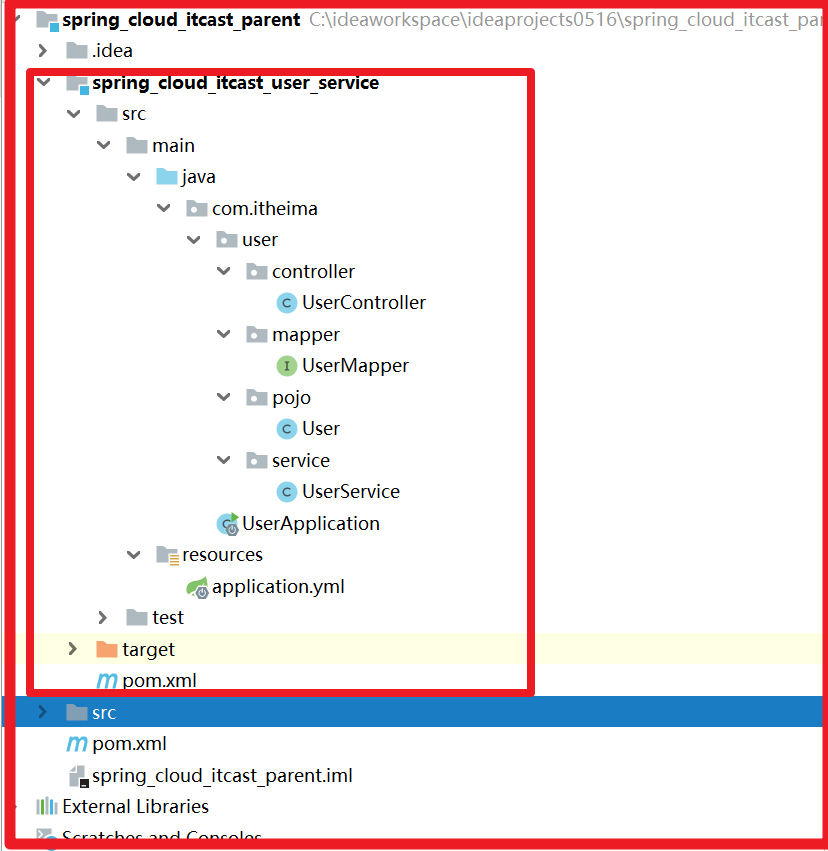 spring_cloud_itcast_parent C:\ideaworkspace\ideaprojects0516\spring_cloud_itcast_par
.idea
spring_cloud_itcast_user_service
src
main
java
com.itheima
user
controller
C UserController
mapper
I UserMapper
pojo
C User
service
C UserService
C UserApplication
resources
application.yml
test
target
m pom.xml
src
m pom.xml
spring_cloud_itcast_parent.iml
External Libraries
Scratches and Consoles